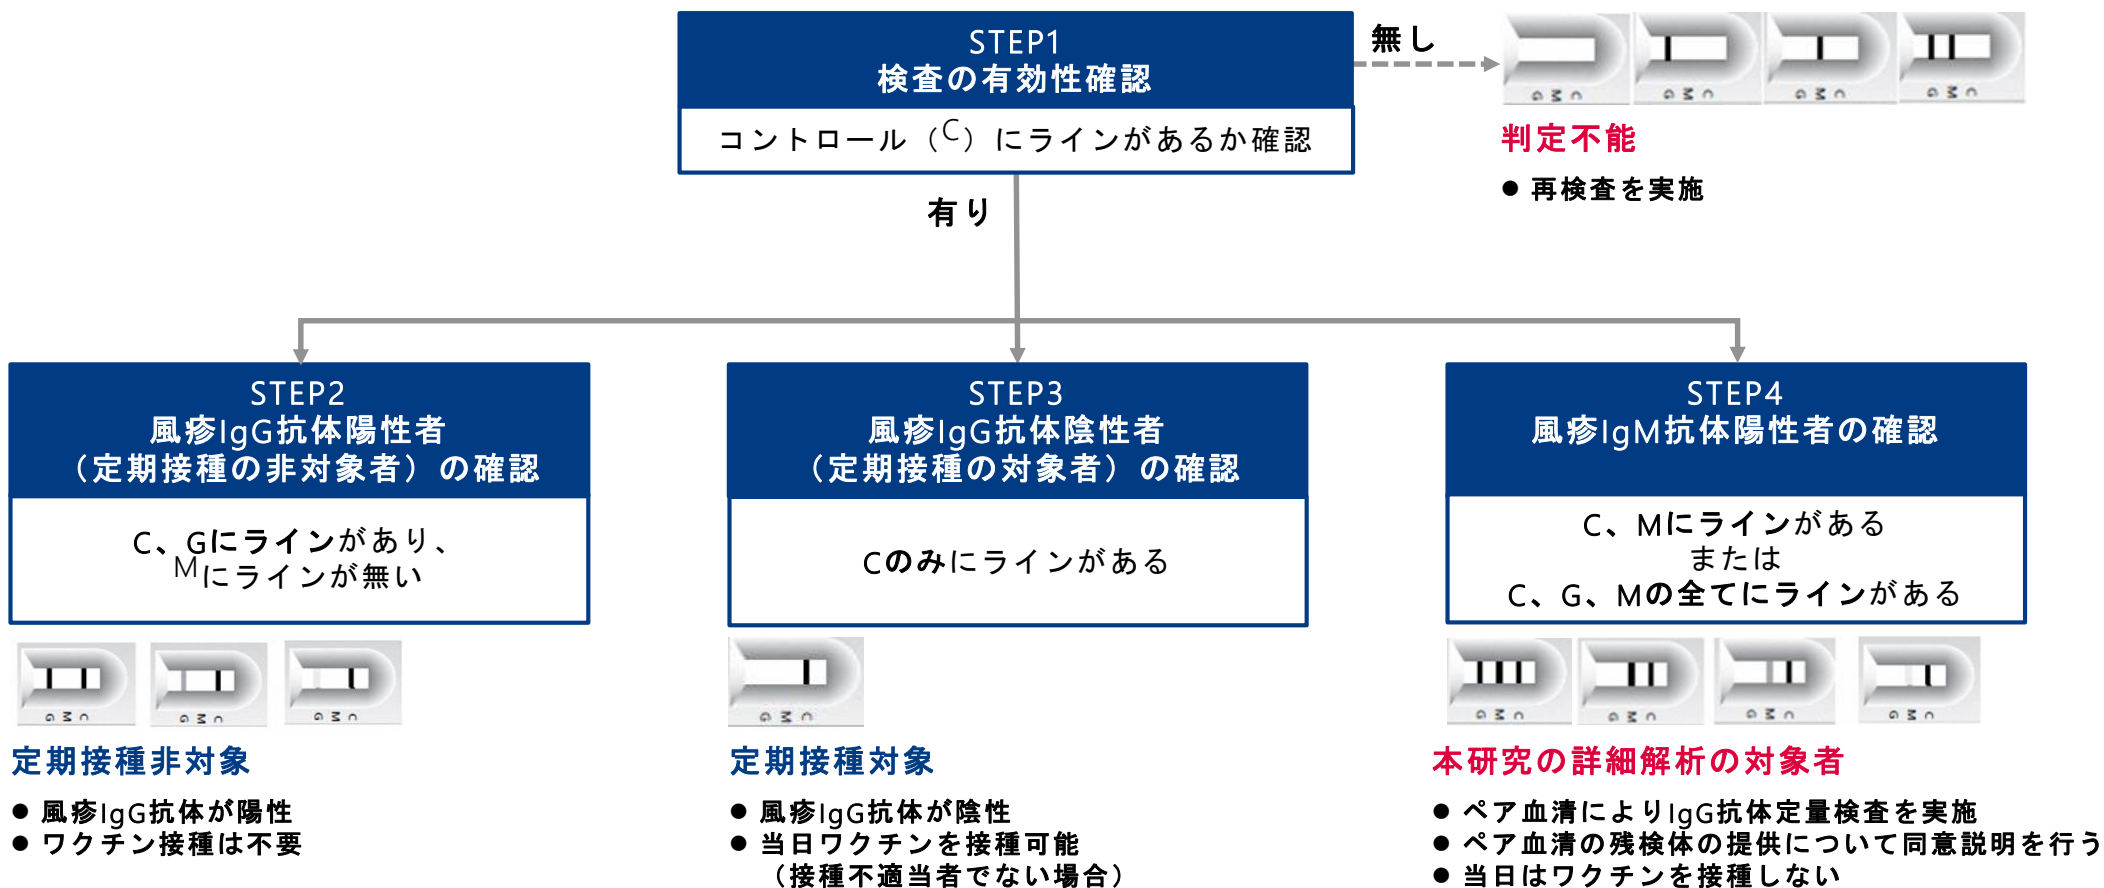 STEP1
検査の有効性確認
コントロール（C）にラインがあるか確認
無し
G M C
G M C
G M C
G M C
判定不能
● 再検査を実施
有り
STEP2
風疹IgG抗体陽性者
（定期接種の非対象者）の確認
C、Gにラインがあり、
Mにラインが無い
G M C
G M C
G M C
定期接種非対象
● 風疹IgG抗体が陽性
● ワクチン接種は不要
STEP3
風疹IgG抗体陰性者
（定期接種の対象者）の確認
Cのみにラインがある
G M C
定期接種対象
● 風疹IgG抗体が陰性
● 当日ワクチンを接種可能
（接種不適当者でない場合）
STEP4
風疹IgM抗体陽性者の確認
C、Mにラインがある
または
C、G、Mの全てにラインがある
G M C
G M C
G M C
G M C
本研究の詳細解析の対象者
● ペア血清によりIgG抗体定量検査を実施
● ペア血清の残検体の提供について同意説明を行う
● 当日はワクチンを接種しない